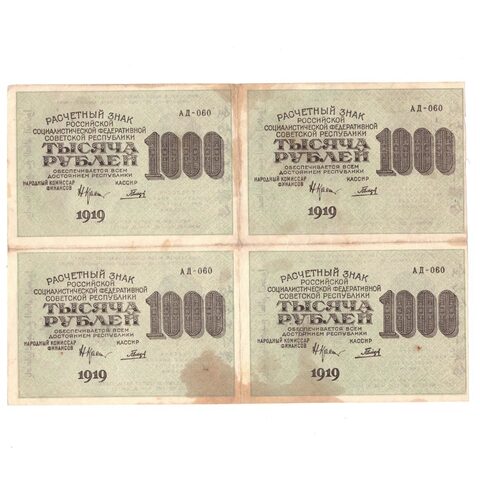 АД-060
РАСЧЕТНЫЙ ЗНАК
РОССИЙСКОЙ
СОЦИАЛИСТИЧЕСКОЙ ФЕДЕРАТИВНОЙ
СОВЕТСКОЙ РЕСПУБЛИКИ
ТЫСЯЧА
РУБЛЕЙ
1000
ОБЕСПЕЧИВАЕТСЯ ВСЕМ
ДОСТОЯНИЕМ РЕСПУБЛИКИ
НАРОДНЫЙ КОМИССАР
ФИНАНСОВ
КАССИР
1919
АД-060
РАСЧЕТНЫЙ ЗНАК
РОССИЙСКОЙ
СОЦИАЛИСТИЧЕСКОЙ ФЕДЕРАТИВНОЙ
СОВЕТСКОЙ РЕСПУБЛИКИ
ТЫСЯЧА
РУБЛЕЙ
1000
ОБЕСПЕЧИВАЕТСЯ ВСЕМ
ДОСТОЯНИЕМ РЕСПУБЛИКИ
НАРОДНЫЙ КОМИССАР
ФИНАНСОВ
КАССИР
1919
АД-060
РАСЧЕТНЫЙ ЗНАК
РОССИЙСКОЙ
СОЦИАЛИСТИЧЕСКОЙ ФЕДЕРАТИВНОЙ
СОВЕТСКОЙ РЕСПУБЛИКИ
ТЫСЯЧА
РУБЛЕЙ
1000
ОБЕСПЕЧИВАЕТСЯ ВСЕМ
ДОСТОЯНИЕМ РЕСПУБЛИКИ
НАРОДНЫЙ КОМИССАР
ФИНАНСОВ
КАССИР
1919
АД-060
РАСЧЕТНЫЙ ЗНАК
РОССИЙСКОЙ
СОЦИАЛИСТИЧЕСКОЙ ФЕДЕРАТИВНОЙ
СОВЕТСКОЙ РЕСПУБЛИКИ
ТЫСЯЧА
РУБЛЕЙ
1000
ОБЕСПЕЧИВАЕТСЯ ВСЕМ
ДОСТОЯНИЕМ РЕСПУБЛИКИ
НАРОДНЫЙ КОМИССАР
ФИНАНСОВ
КАССИР
1919